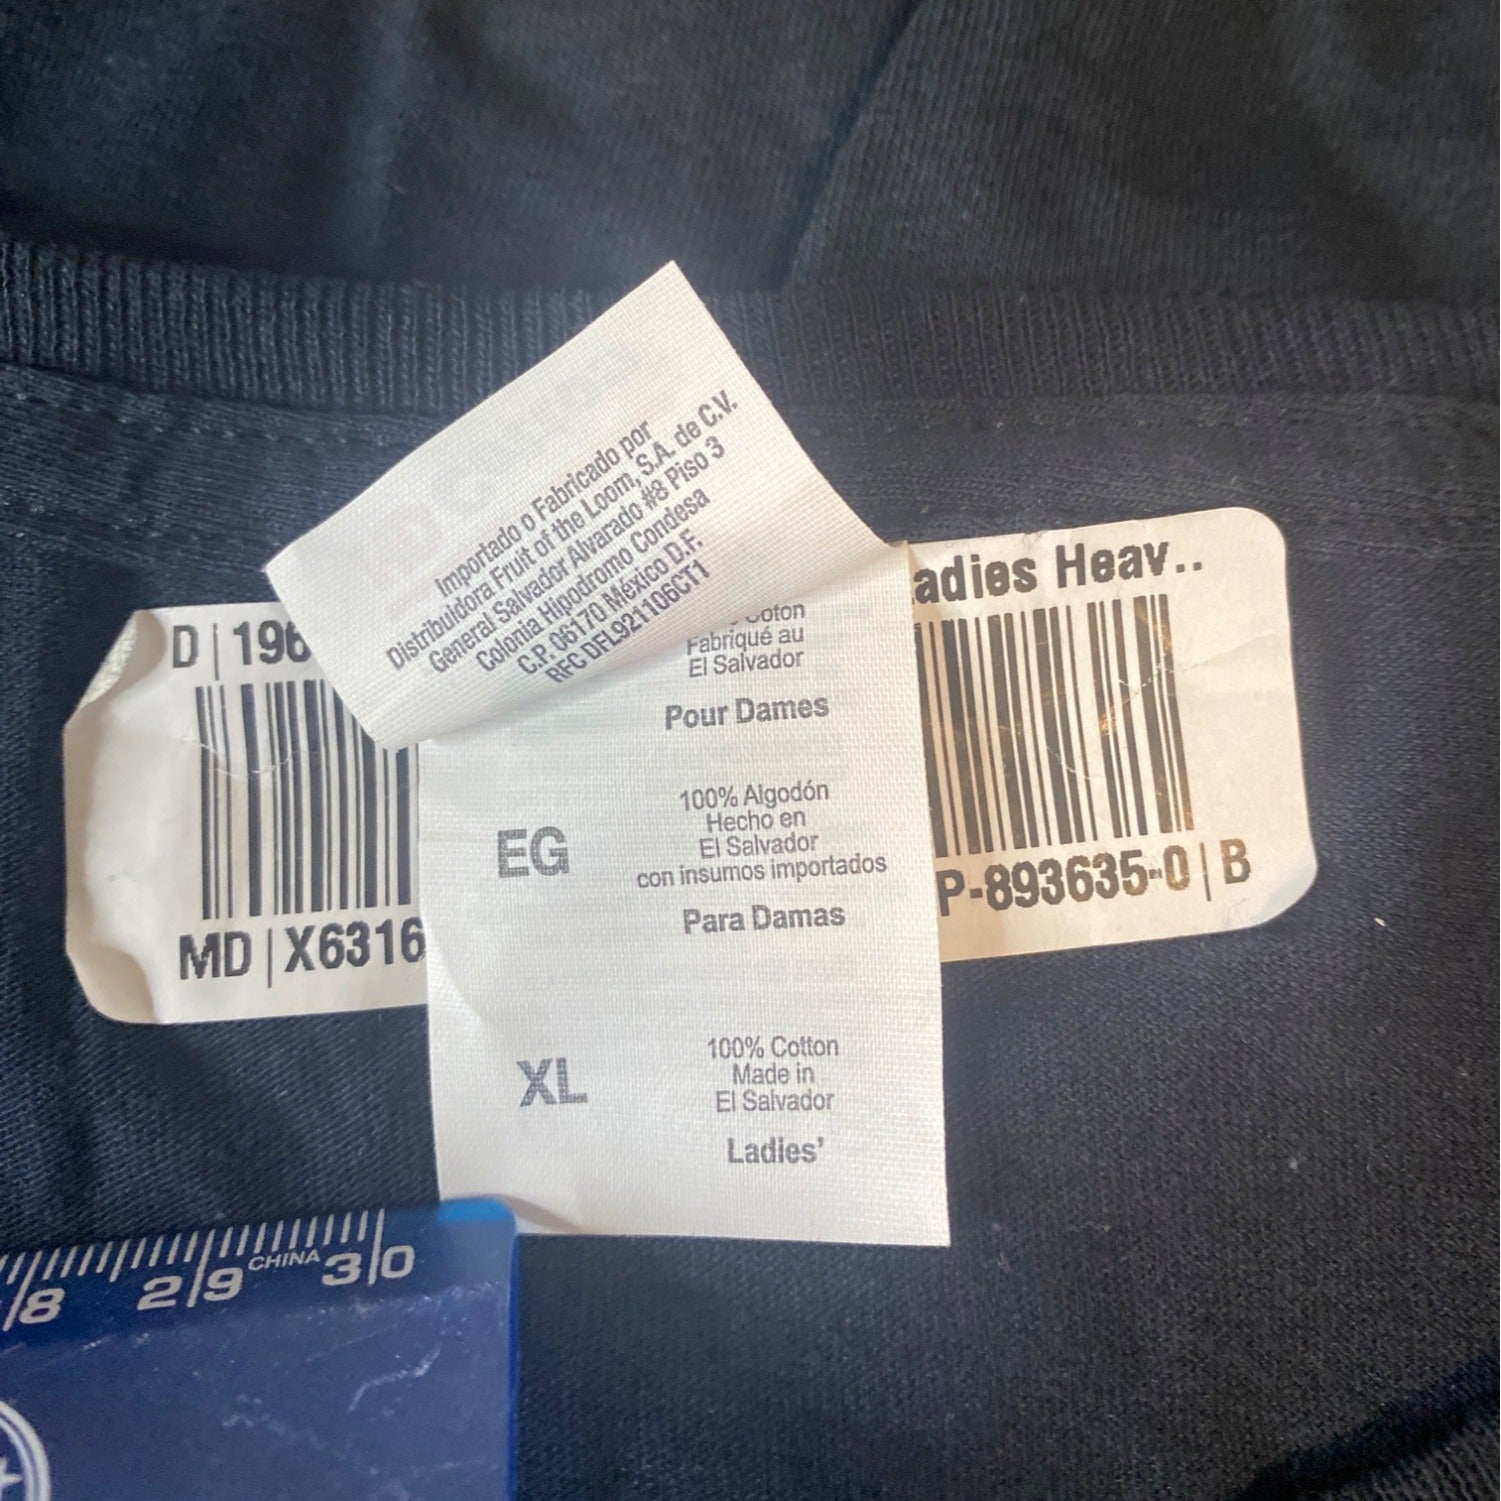 Importado o Fabricado por
Distribuidora Fruit of the Loom, S.A. de C.V.
General Salvador Alvarado #8 Piso 3
Colonia Hipodromo Condesa
C.P. 06170 México D.F.
RFC DFL921106CT1
D | 196
MD | X6316
adies Heav..
P-893635-0 | B
Coton
Fabriqué au
El Salvador
Pour Dames
EG
100% Algodón
Hecho en
El Salvador
con insumos importados
Para Damas
XL
100% Cotton
Made in
El Salvador
Ladies'
8 29 CHINA 30